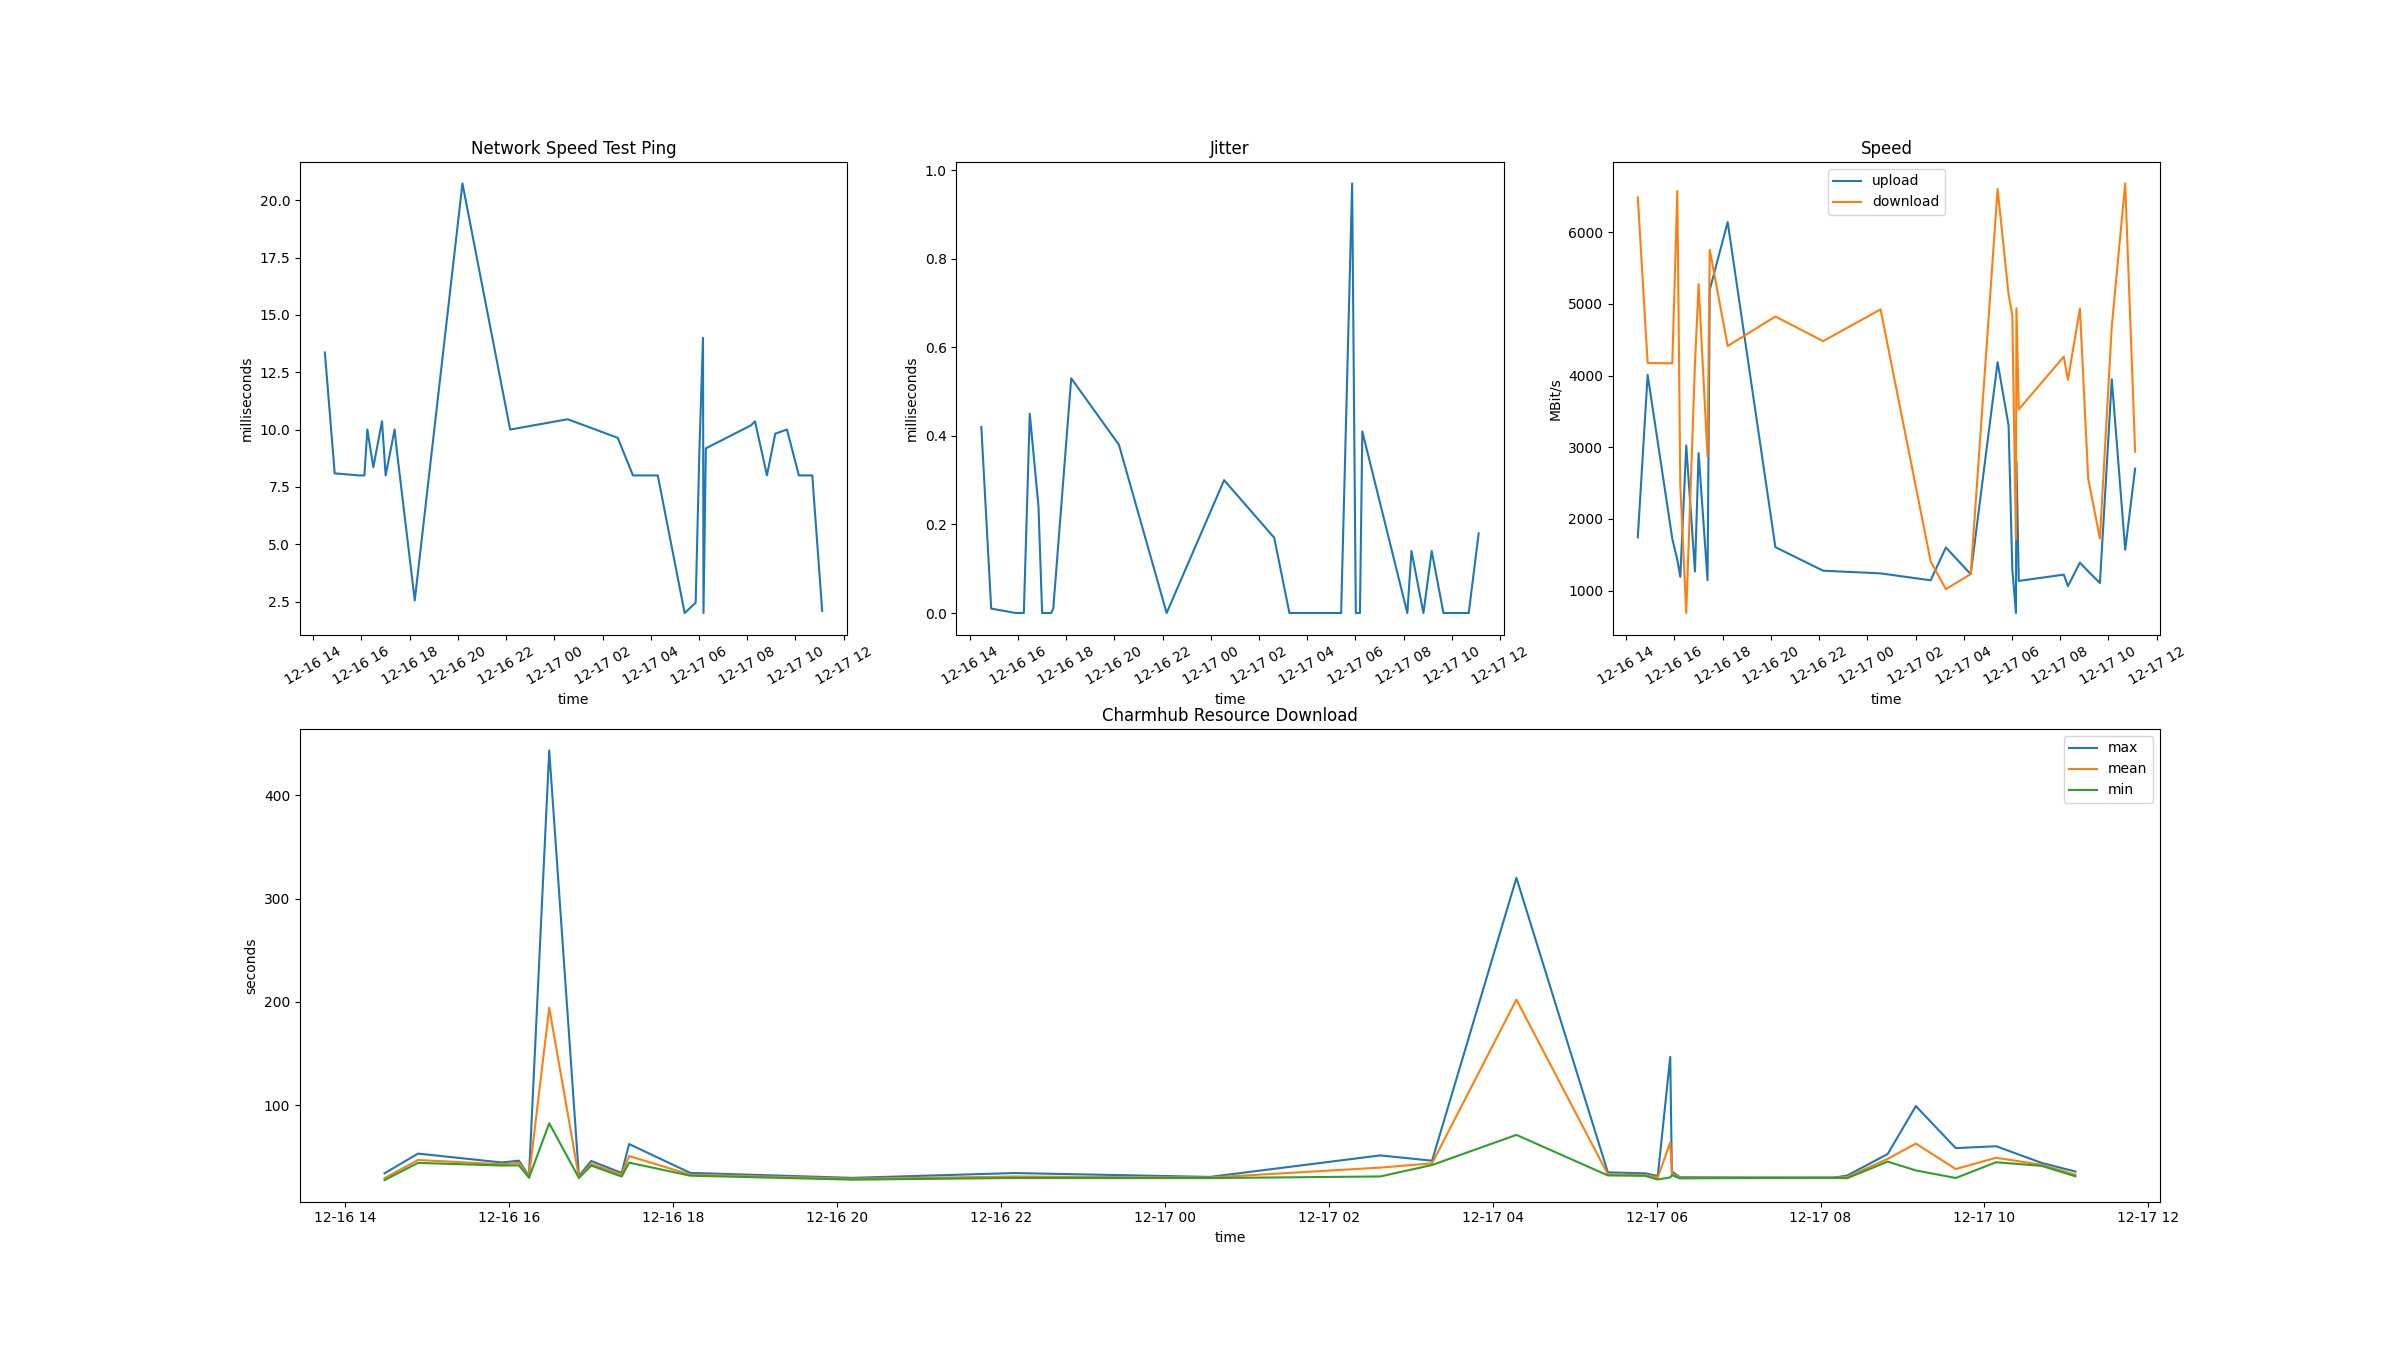 Network Speed Test Ping
milliseconds
20.0
17.5
15.0
12.5
10.0
7.5
5.0
2.5
12-16 14 12-16 16 12-16 18 12-16 20 12-16 22 12-17 00 12-17 02 12-17 04 12-17 06 12-17 08 12-17 10 12-17 12
time
Jitter
milliseconds
1.0
0.8
0.6
0.4
0.2
0.0
12-16 14 12-16 16 12-16 18 12-16 20 12-16 22 12-17 00 12-17 02 12-17 04 12-17 06 12-17 08 12-17 10 12-17 12
time
Speed
upload
download
MBit/s
6000
5000
4000
3000
2000
1000
12-16 14 12-16 16 12-16 18 12-16 20 12-16 22 12-17 00 12-17 02 12-17 04 12-17 06 12-17 08 12-17 10 12-17 12
time
Charmhub Resource Download
max
mean
min
seconds
400
300
200
100
12-16 14 12-16 16 12-16 18 12-16 20 12-16 22 12-17 00 12-17 02 12-17 04 12-17 06 12-17 08 12-17 10 12-17 12
time